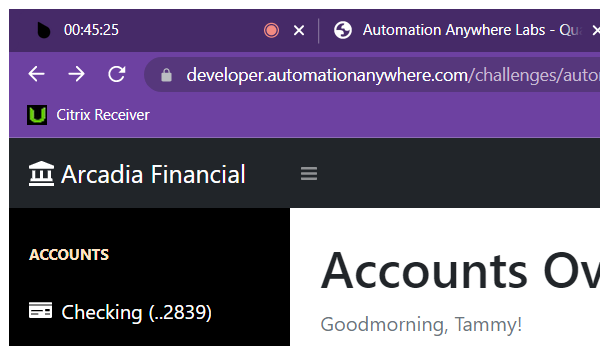 00:45:25
Automation Anywhere Labs - Qua
developer.automationanywhere.com/challenges/auto
Citrix Receiver
Arcadia Financial
ACCOUNTS
Checking (..2839)
Accounts Ov
Goodmorning, Tammy!